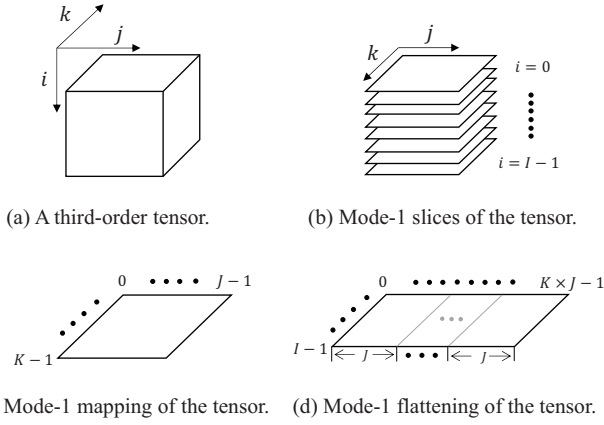 k
j
i
(a) A third-order tensor.
j
k
i = 0
i = I − 1
(b) Mode-1 slices of the tensor.
0
J − 1
K − 1
Mode-1 mapping of the tensor.
0
K × J − 1
I − 1
J
J
(d) Mode-1 flattening of the tensor.